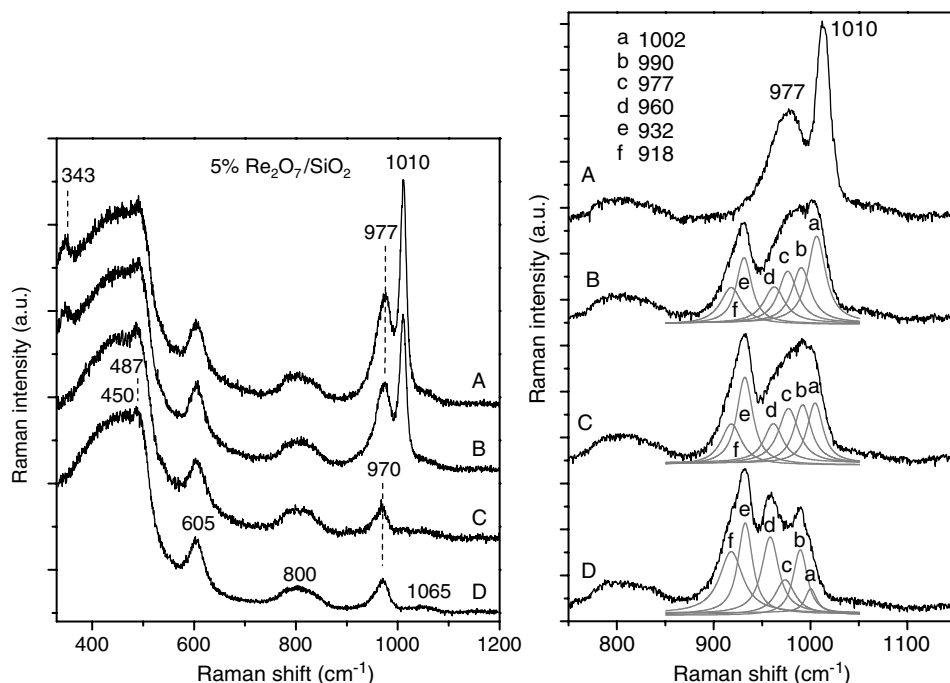 343
5% Re2O7/SiO2
1010
977
A
B
487
450
970
C
605
800
1065
D
400 600 800 1000 1200
Raman shift (cm-1)
Raman intensity (a.u.)
a 1002
b 990
c 977
d 960
e 932
f 918
1010
977
A
B
a
b
c
d
e
f
C
a
b
c
d
e
f
D
a
b
c
d
e
f
800 900 1000 1100
Raman shift (cm-1)
Raman intensity (a.u.)